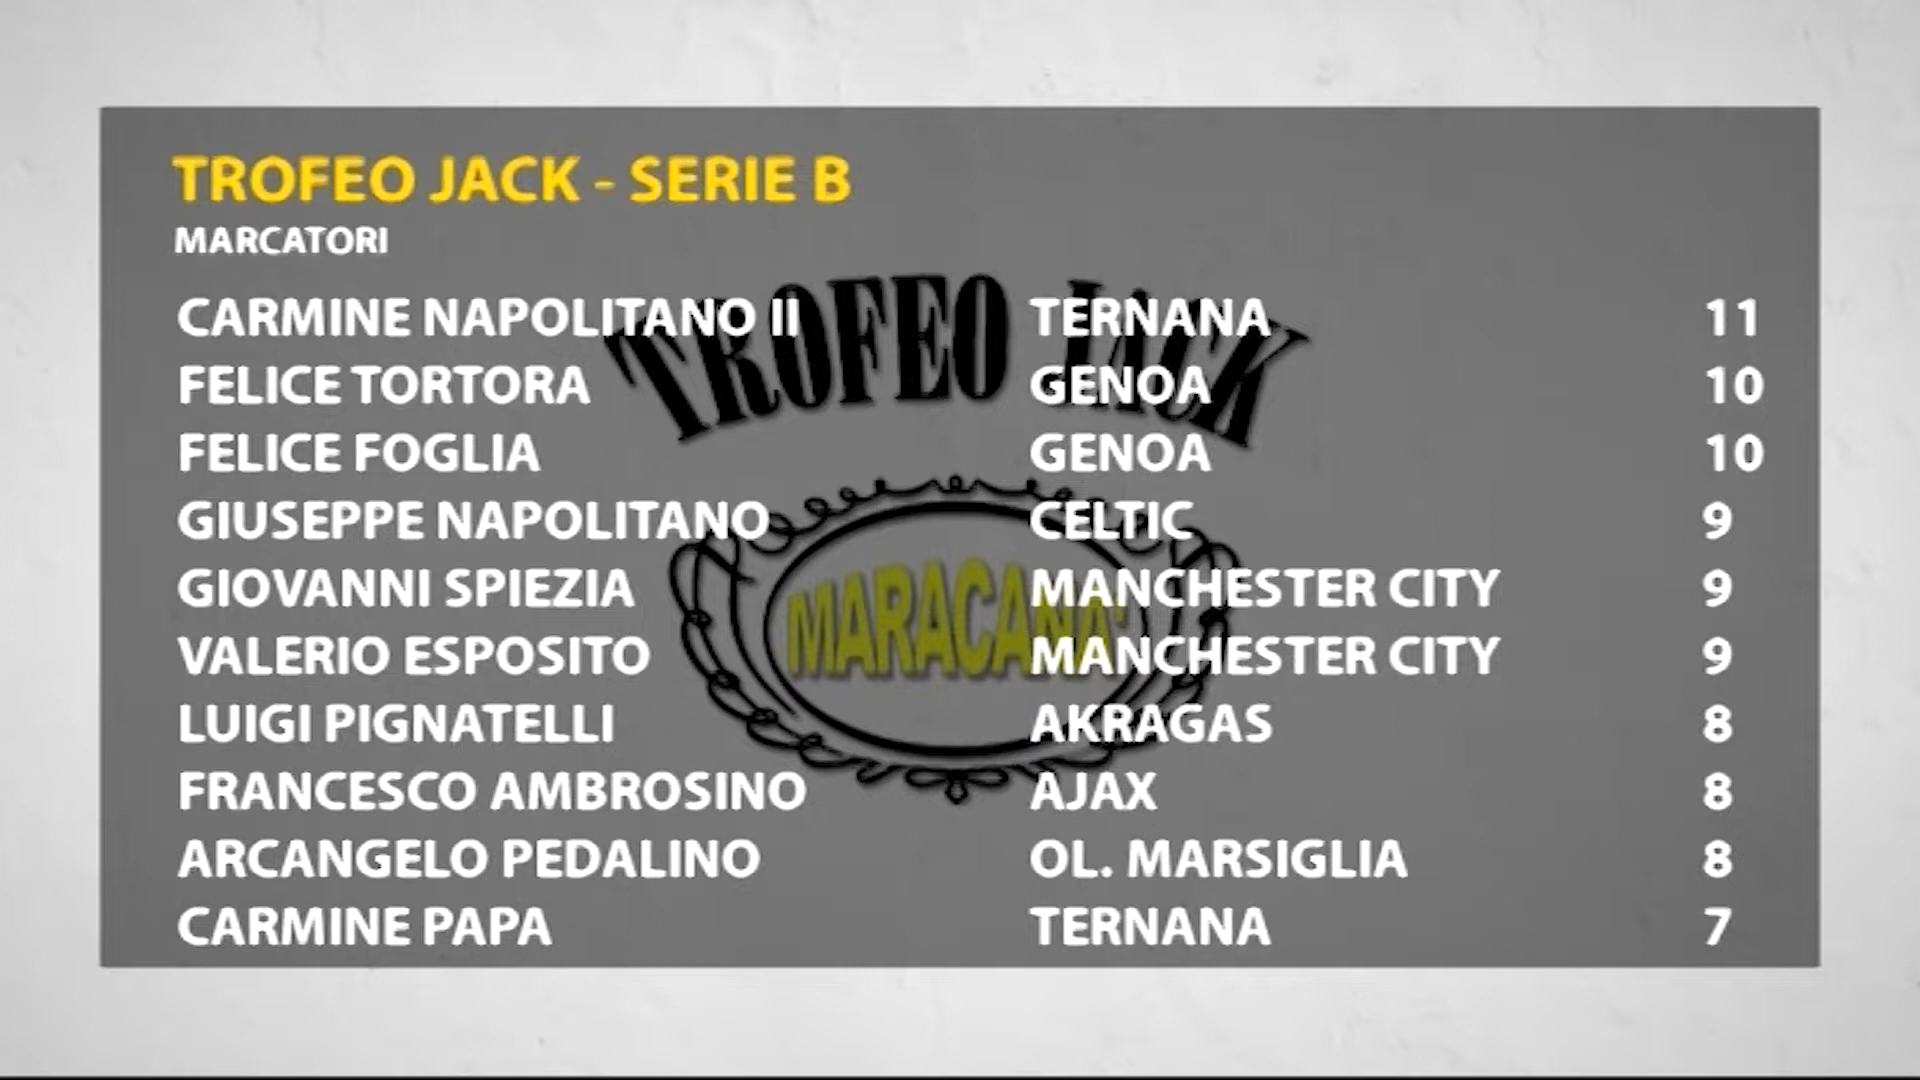 TROFEO JACK - SERIE B
MARCATORI
TROFEO JACK
CARMINE NAPOLITANO II TERNANA 11
FELICE TORTORA GENOA 10
FELICE FOGLIA GENOA 10
GIUSEPPE NAPOLITANO CELTIC 9
GIOVANNI SPIEZIA MANCHESTER CITY 9
MARACANA'
VALERIO ESPOSITO MANCHESTER CITY 9
LUIGI PIGNATELLI AKRAGAS 8
FRANCESCO AMBROSINO AJAX 8
ARCANGELO PEDALINO OL. MARSIGLIA 8
CARMINE PAPA TERNANA 7